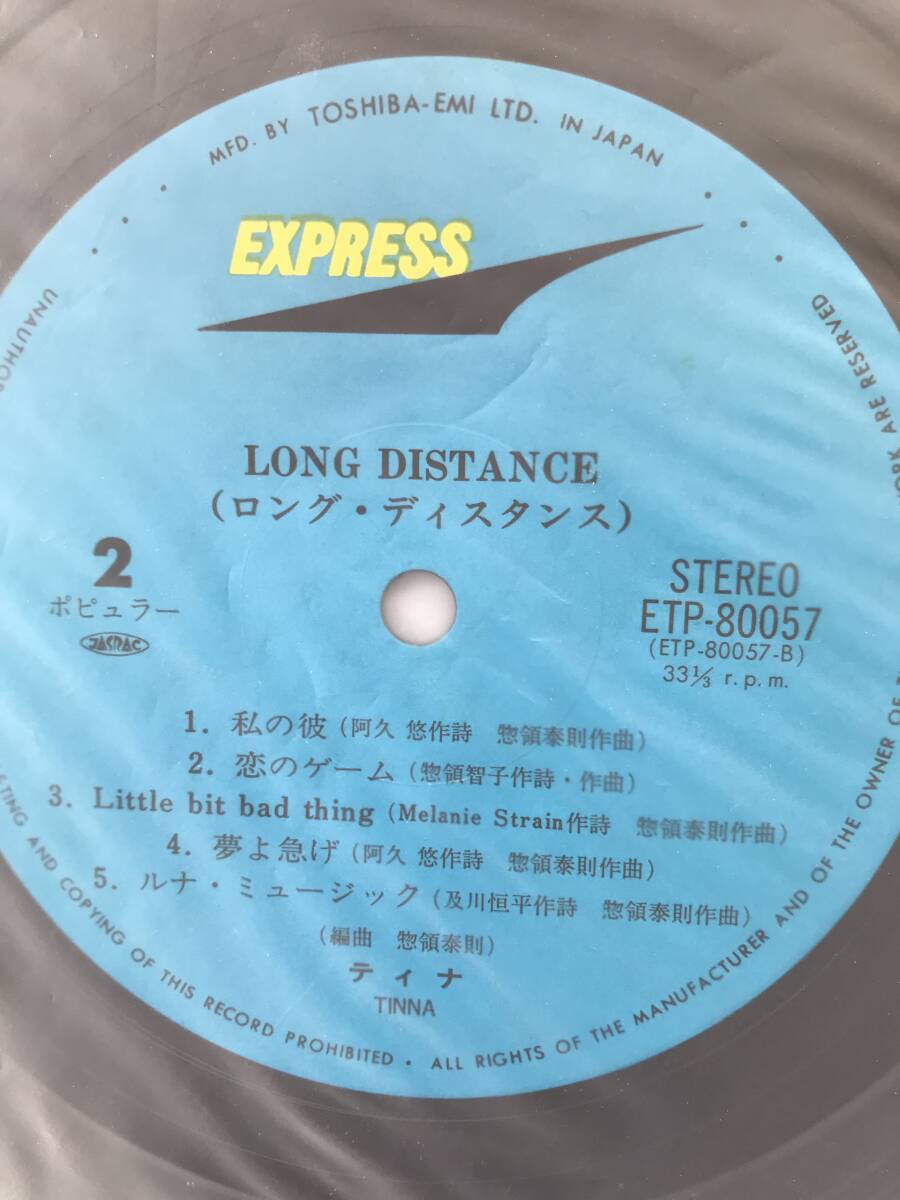 MFD. BY TOSHIBA-EMI LTD. IN JAPAN
EXPRESS
LONG DISTANCE
(ロング・ディスタンス)
2
ポピュラー
JASRAC
STEREO
ETP-80057
(ETP-80057-B)
33⅓ r.p.m.
1. 私の彼 (阿久 悠作詩 惣領泰則作曲)
2. 恋のゲーム (惣領智子作詩・作曲)
3. Little bit bad thing (Melanie Strain作詩 惣領泰則作曲)
4. 夢よ急げ (阿久 悠作詩 惣領泰則作曲)
5. ルナ・ミュージック (及川恒平作詩 惣領泰則作曲)
(編曲 惣領泰則)
ティナ
TINNA
AND COPYING OF THIS RECORD PROHIBITED • ALL RIGHTS OF THE MANUFACTURER AND OF THE OWNER OF ARE RESERVED